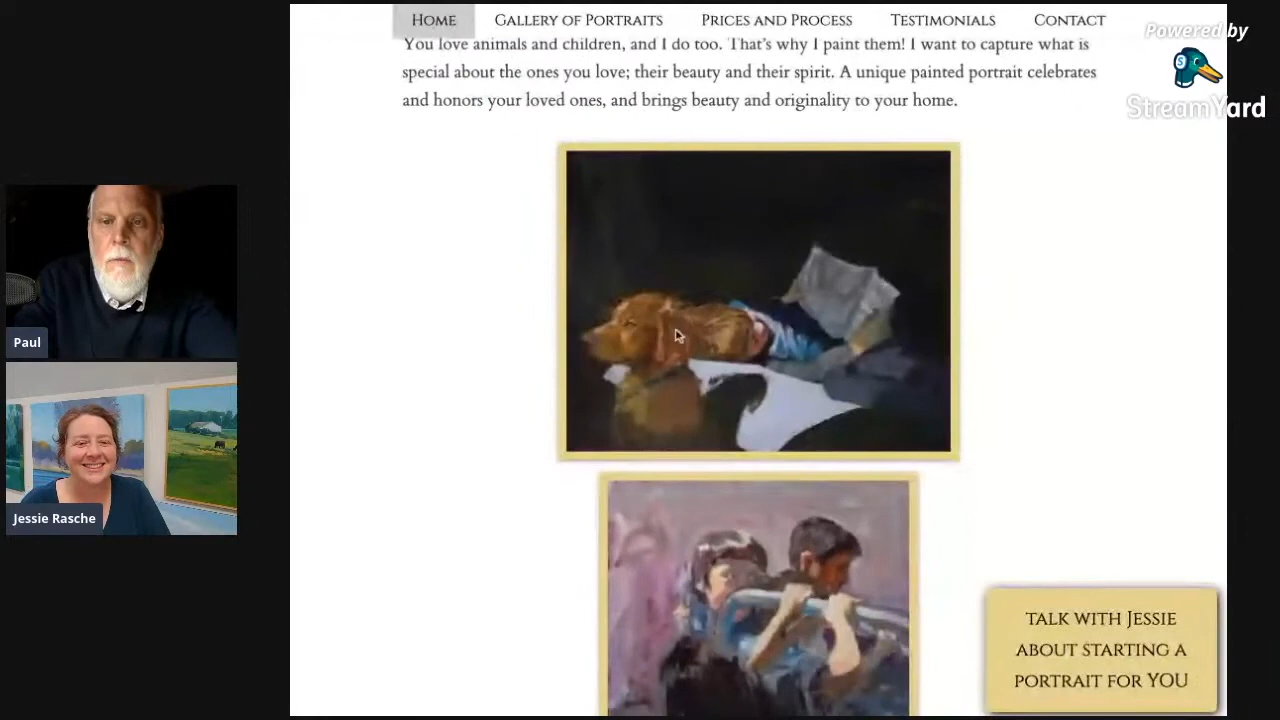 HOME
GALLERY OF PORTRAITS
PRICES AND PROCESS
TESTIMONIALS
CONTACT
Powered by
StreamYard
You love animals and children, and I do too. That's why I paint them! I want to capture what is
special about the ones you love; their beauty and their spirit. A unique painted portrait celebrates
and honors your loved ones, and brings beauty and originality to your home.
Paul
Jessie Rasche
TALK WITH JESSIE
ABOUT STARTING A
PORTRAIT FOR YOU